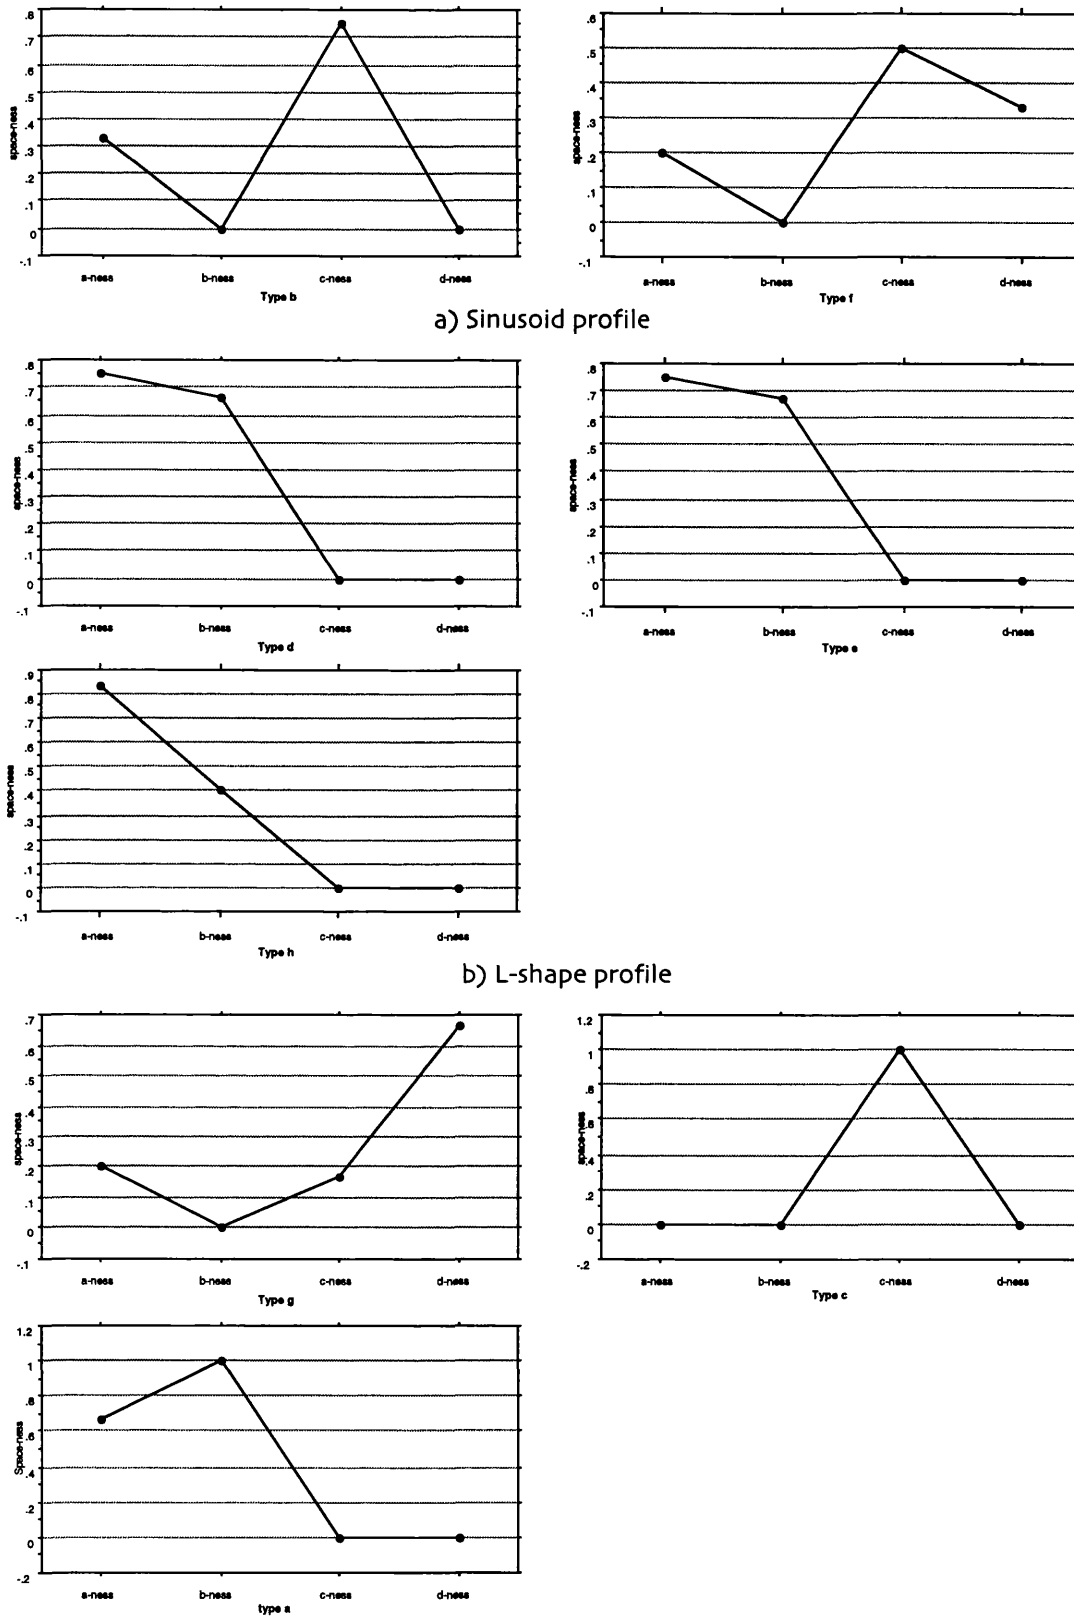 .8
.7
.6
.5
.4
.3
.2
.1
0
-.1
space-ness
a-ness b-ness c-ness d-ness
Type b
.6
.5
.4
.3
.2
.1
0
-.1
space-ness
a-ness b-ness c-ness d-ness
Type f
a) Sinusoid profile
.8
.7
.6
.5
.4
.3
.2
.1
0
-.1
space-ness
a-ness b-ness c-ness d-ness
Type d
.8
.7
.6
.5
.4
.3
.2
.1
0
-.1
space-ness
a-ness b-ness c-ness d-ness
Type e
.9
.8
.7
.6
.5
.4
.3
.2
.1
0
-.1
space-ness
a-ness b-ness c-ness d-ness
Type h
b) L-shape profile
.7
.6
.5
.4
.3
.2
.1
0
-.1
space-ness
a-ness b-ness c-ness d-ness
Type g
1.2
1
.8
.6
.4
.2
0
-.2
space-ness
a-ness b-ness c-ness d-ness
Type c
1.2
1
.8
.6
.4
.2
0
-.2
Space-ness
a-ness b-ness c-ness d-ness
type a